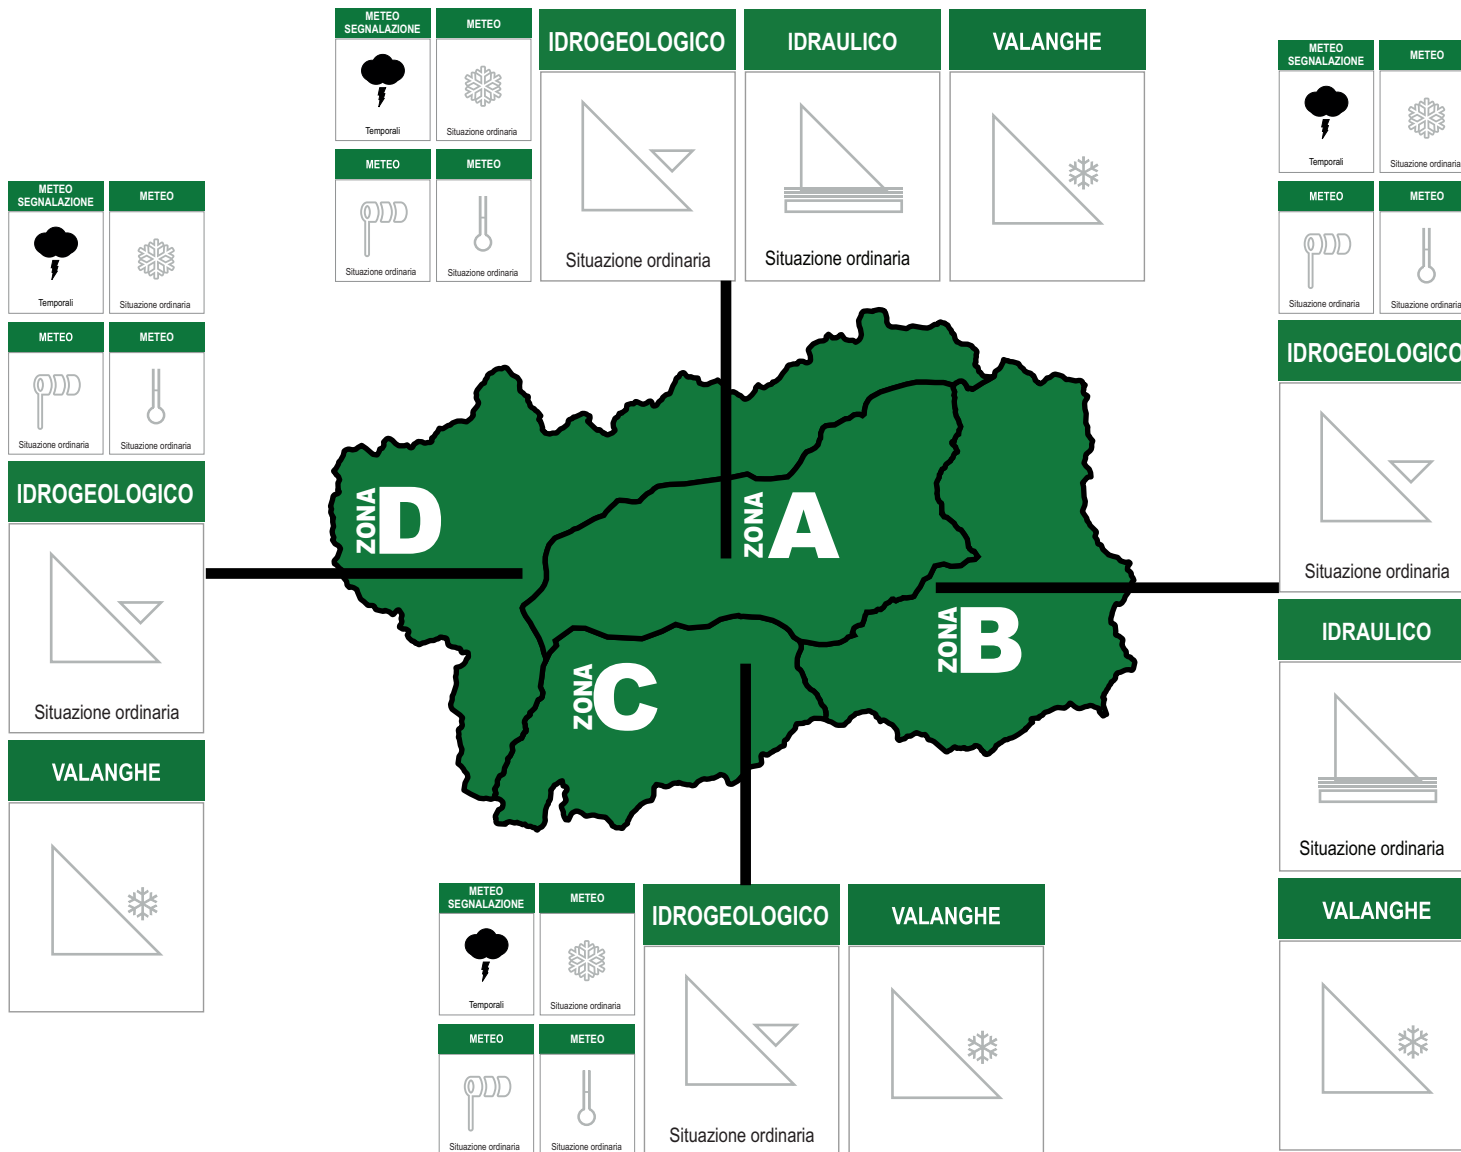 METEO
SEGNALAZIONE
METEO
Temporali
Situazione ordinaria
METEO
METEO
Situazione ordinaria
Situazione ordinaria
IDROGEOLOGICO
IDRAULICO
VALANGHE
Situazione ordinaria
Situazione ordinaria
METEO
SEGNALAZIONE
METEO
Temporali
Situazione ordinaria
METEO
METEO
Situazione ordinaria
Situazione ordinaria
IDROGEOLOGICO
Situazione ordinaria
IDRAULICO
Situazione ordinaria
VALANGHE
METEO
SEGNALAZIONE
METEO
Temporali
Situazione ordinaria
METEO
METEO
Situazione ordinaria
Situazione ordinaria
IDROGEOLOGICO
Situazione ordinaria
VALANGHE
ZONA D
ZONA A
ZONA B
ZONA C
METEO
SEGNALAZIONE
METEO
Temporali
Situazione ordinaria
METEO
METEO
Situazione ordinaria
Situazione ordinaria
IDROGEOLOGICO
VALANGHE
Situazione ordinaria